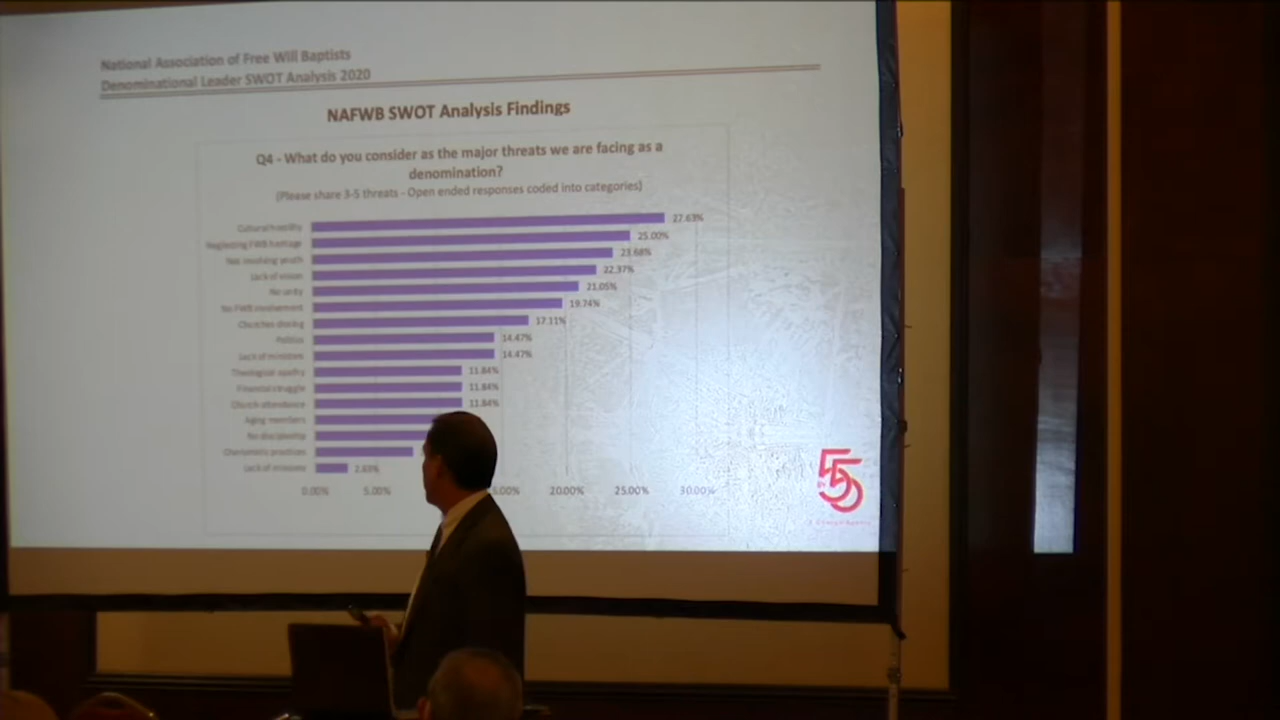 National Association of Free Will Baptists
Denominational Leader SWOT Analysis 2020
NAFWB SWOT Analysis Findings
Q4 - What do you consider as the major threats we are facing as a
denomination?
(Please share 3-5 threats - Open ended responses coded into categories)
Cultural hostility 27.63%
Neglecting FWB heritage 25.00%
Not involving youth 23.68%
Lack of vision 22.37%
No unity 21.05%
No FWB involvement 19.74%
Churches closing 17.11%
Politics 14.47%
Lack of ministers 14.47%
Theological apathy 11.84%
Financial struggle 11.84%
Church attendance 11.84%
Aging members
No discipleship
Charismatic practices
Lack of missions 2.63%
0.00% 5.00% 20.00% 25.00% 30.00%
55